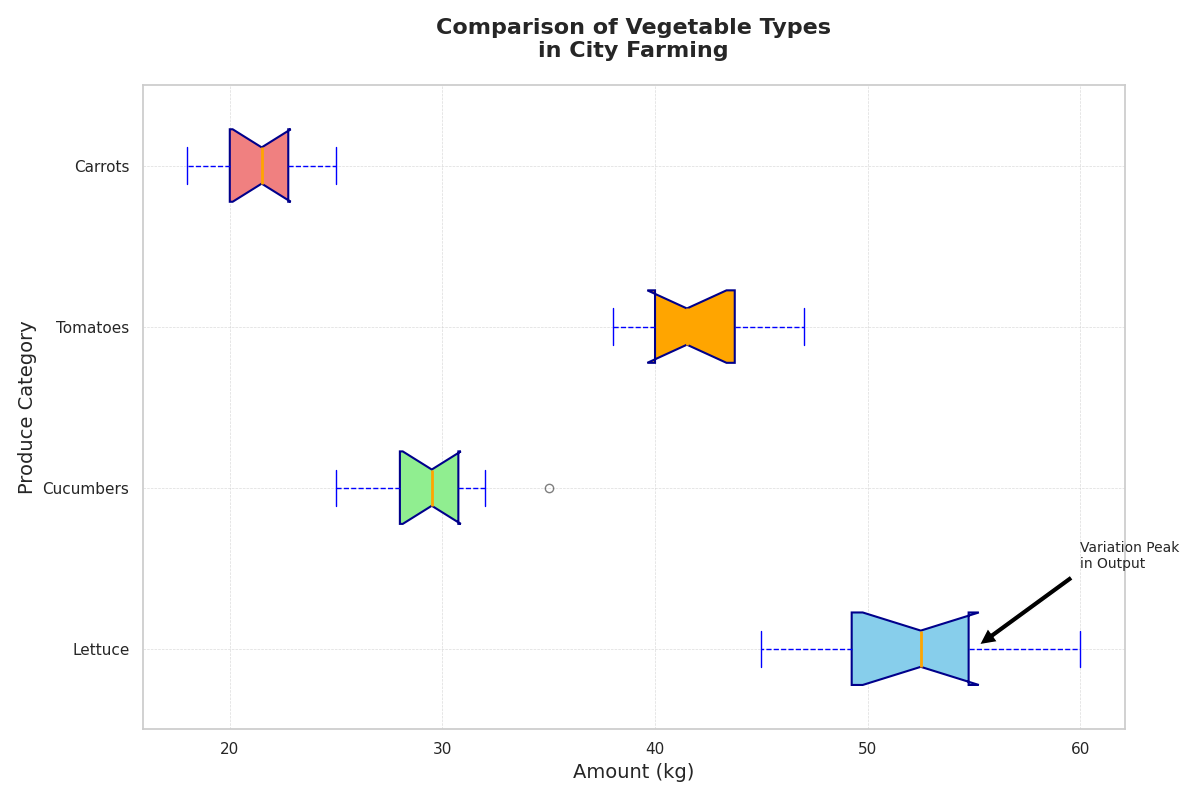 Comparison of Vegetable Types
in City Farming
Produce Category
Carrots
Tomatoes
Cucumbers
Lettuce
Variation Peak
in Output
20 30 40 50 60
Amount (kg)